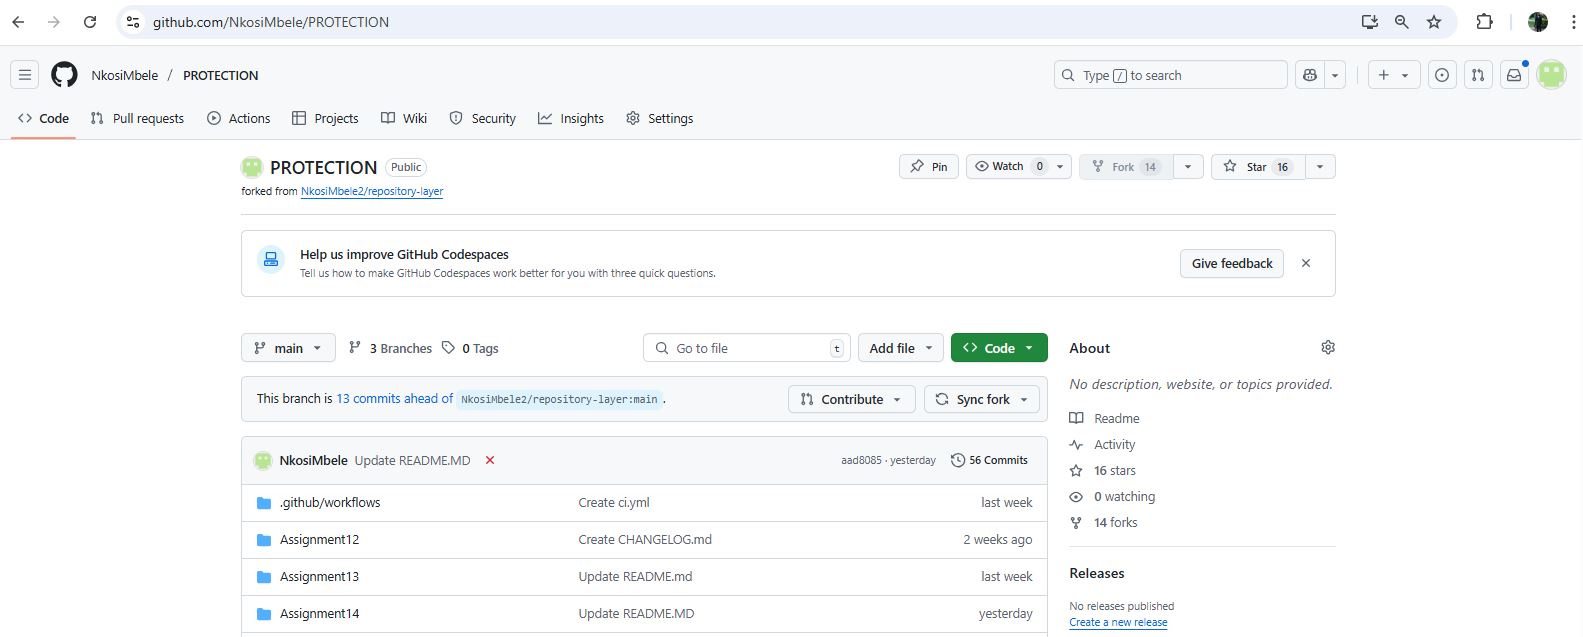 github.com/NkosiMbele/PROTECTION
NkosiMbele / PROTECTION
Type / to search
Code Pull requests Actions Projects Wiki Security Insights Settings
PROTECTION Public
Pin Watch 0 Fork 14 Star 16
forked from NkosiMbele2/repository-layer
Help us improve GitHub Codespaces
Tell us how to make GitHub Codespaces work better for you with three quick questions.
Give feedback
main 3 Branches 0 Tags Go to file t Add file Code
This branch is 13 commits ahead of NkosiMbele2/repository-layer:main .
Contribute Sync fork
NkosiMbele Update README.MD aad8085 · yesterday 56 Commits
.github/workflows Create ci.yml last week
Assignment12 Create CHANGELOG.md 2 weeks ago
Assignment13 Update README.md last week
Assignment14 Update README.MD yesterday
About
No description, website, or topics provided.
Readme
Activity
16 stars
0 watching
14 forks
Releases
No releases published
Create a new release